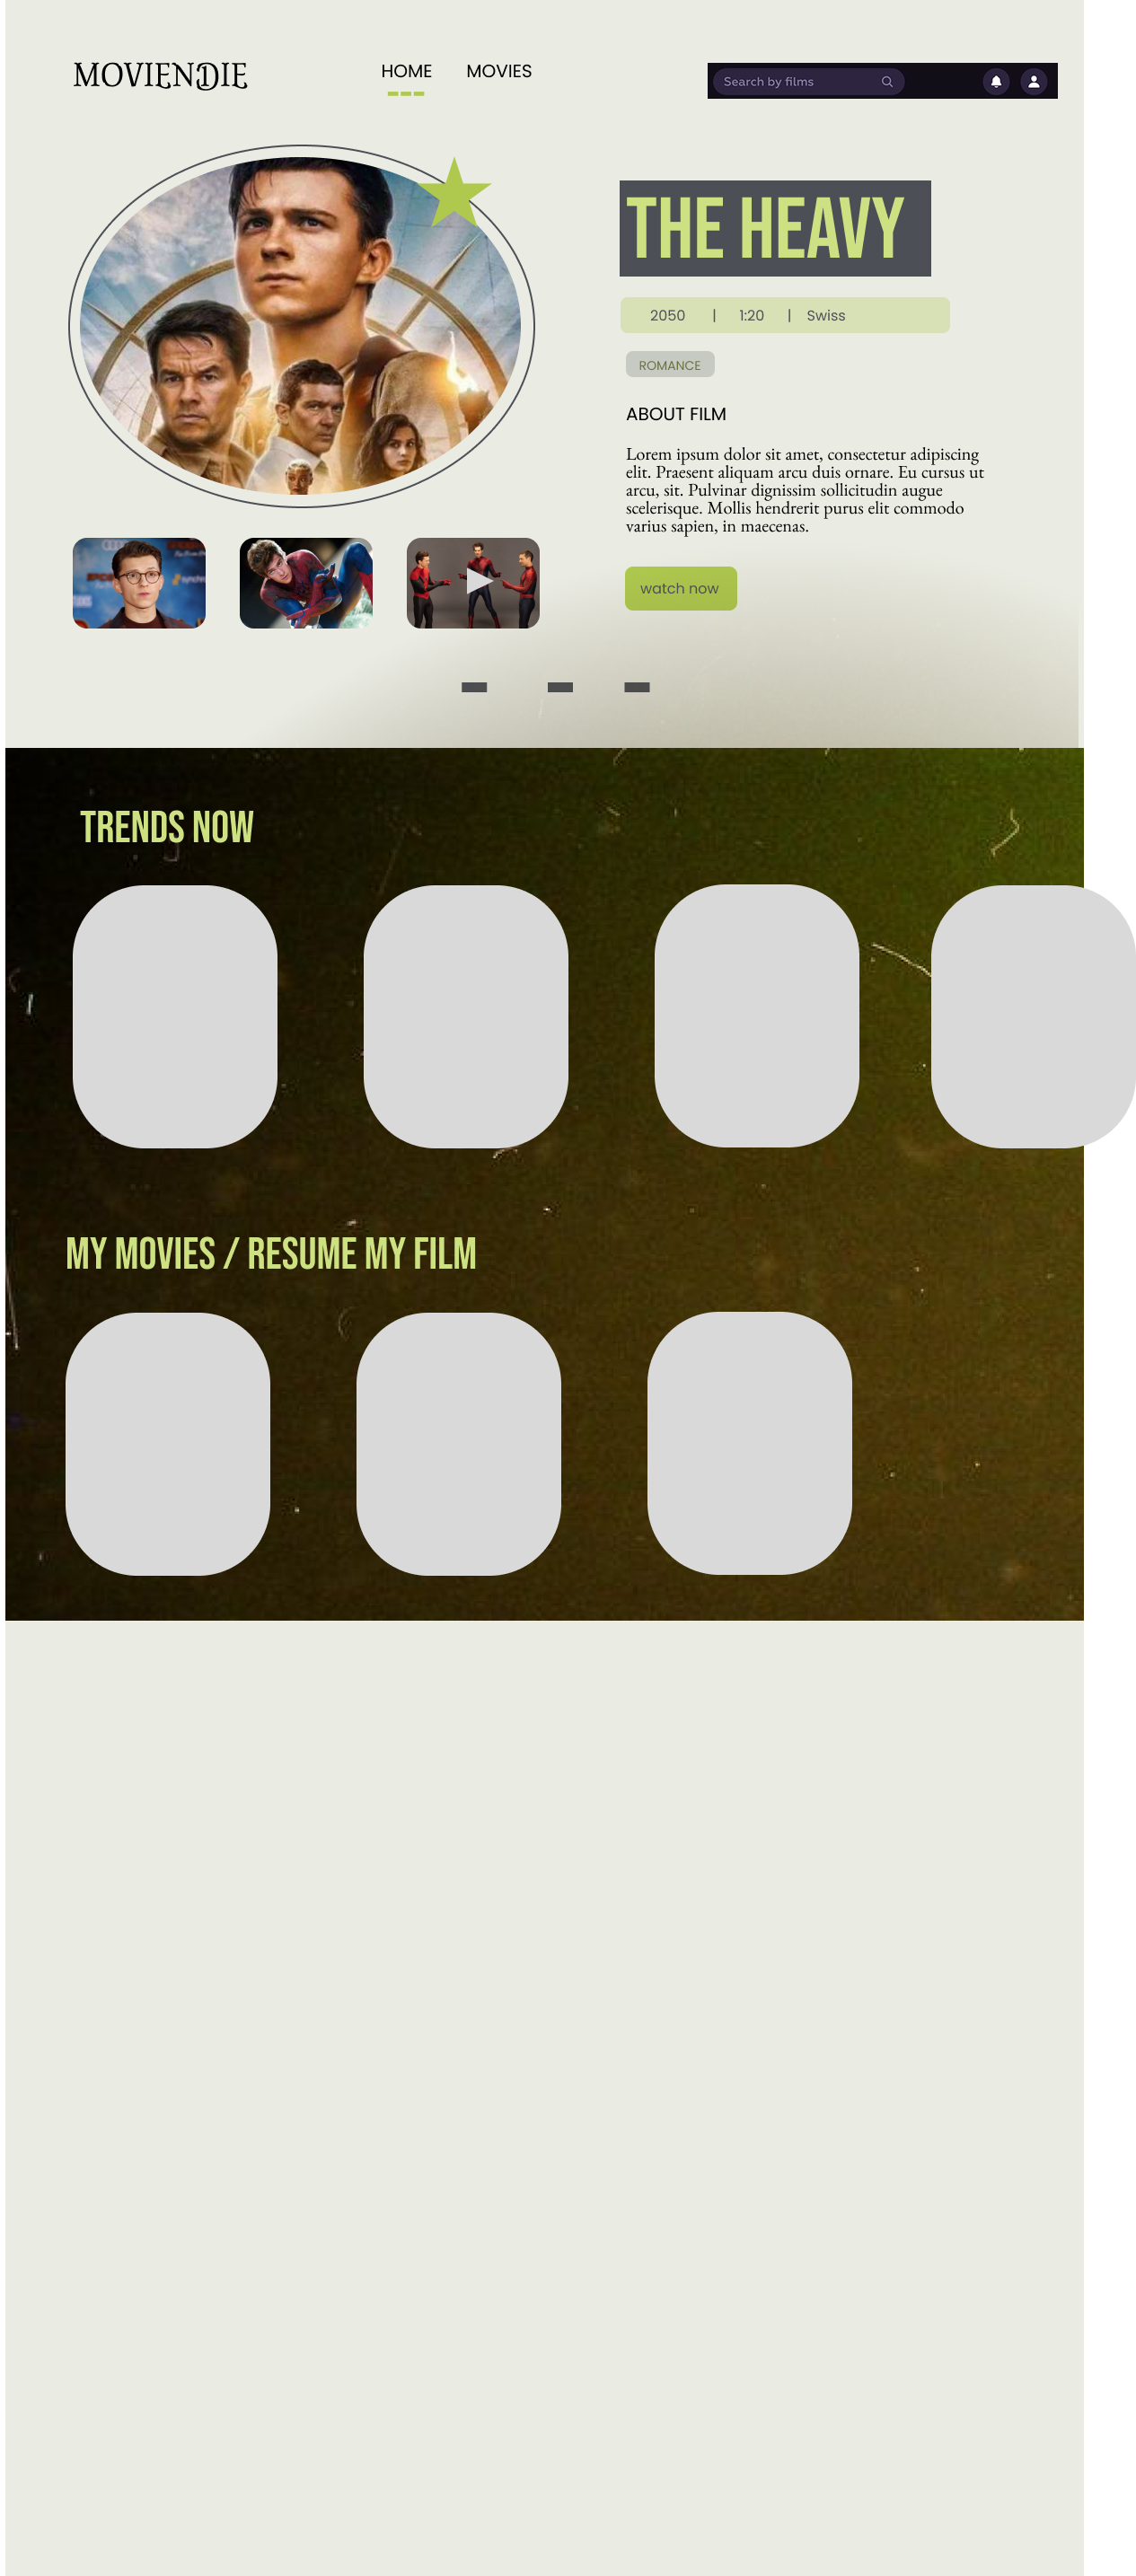 MOVIENDIE
HOME
MOVIES
Search by films
THE HEAVY
2050 | 1:20 | Swiss
ROMANCE
ABOUT FILM
Lorem ipsum dolor sit amet, consectetur adipiscing
elit. Praesent aliquam arcu duis ornare. Eu cursus ut
arcu, sit. Pulvinar dignissim sollicitudin augue
scelerisque. Mollis hendrerit purus elit commodo
varius sapien, in maecenas.
watch now
TRENDS NOW
MY MOVIES / RESUME MY FILM